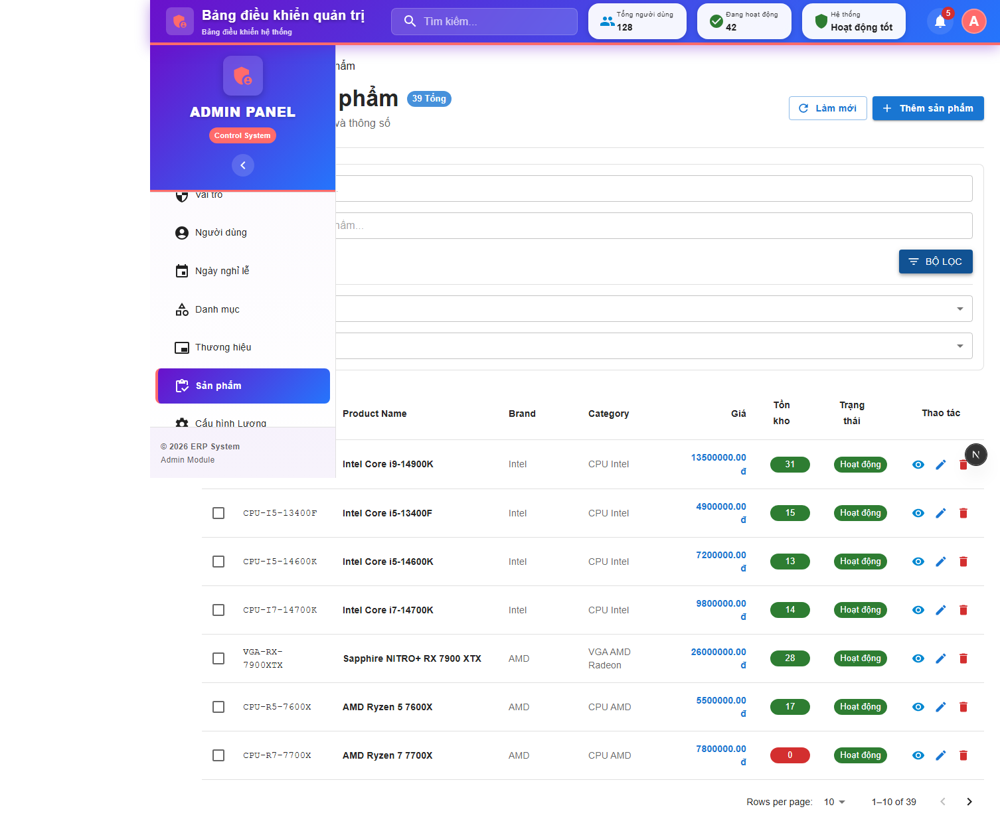 Bảng điều khiển quản trị
Bảng điều khiển hệ thống
Tìm kiếm...
Tổng người dùng
128
Đang hoạt động
42
Hệ thống
Hoạt động tốt
5
A
ADMIN PANEL
Control System
Vai trò
Người dùng
Ngày nghỉ lễ
Danh mục
Thương hiệu
Sản phẩm
Cấu hình Lương
© 2026 ERP System
Admin Module
phẩm
39 Tổng
và thông số
Làm mới
Thêm sản phẩm
BỘ LỌC
Product Name
Brand
Category
Giá
Tồn
kho
Trạng
thái
Thao tác
Intel Core i9-14900K
Intel
CPU Intel
13500000.00
đ
31
Hoạt động
N
CPU-I5-13400F
Intel Core i5-13400F
Intel
CPU Intel
4900000.00
đ
15
Hoạt động
CPU-I5-14600K
Intel Core i5-14600K
Intel
CPU Intel
7200000.00
đ
13
Hoạt động
CPU-I7-14700K
Intel Core i7-14700K
Intel
CPU Intel
9800000.00
đ
14
Hoạt động
VGA-RX-
7900XTX
Sapphire NITRO+ RX 7900 XTX
AMD
VGA AMD
Radeon
26000000.00
đ
28
Hoạt động
CPU-R5-7600X
AMD Ryzen 5 7600X
AMD
CPU AMD
5500000.00
đ
17
Hoạt động
CPU-R7-7700X
AMD Ryzen 7 7700X
AMD
CPU AMD
7800000.00
đ
0
Hoạt động
Rows per page:
10
1–10 of 39